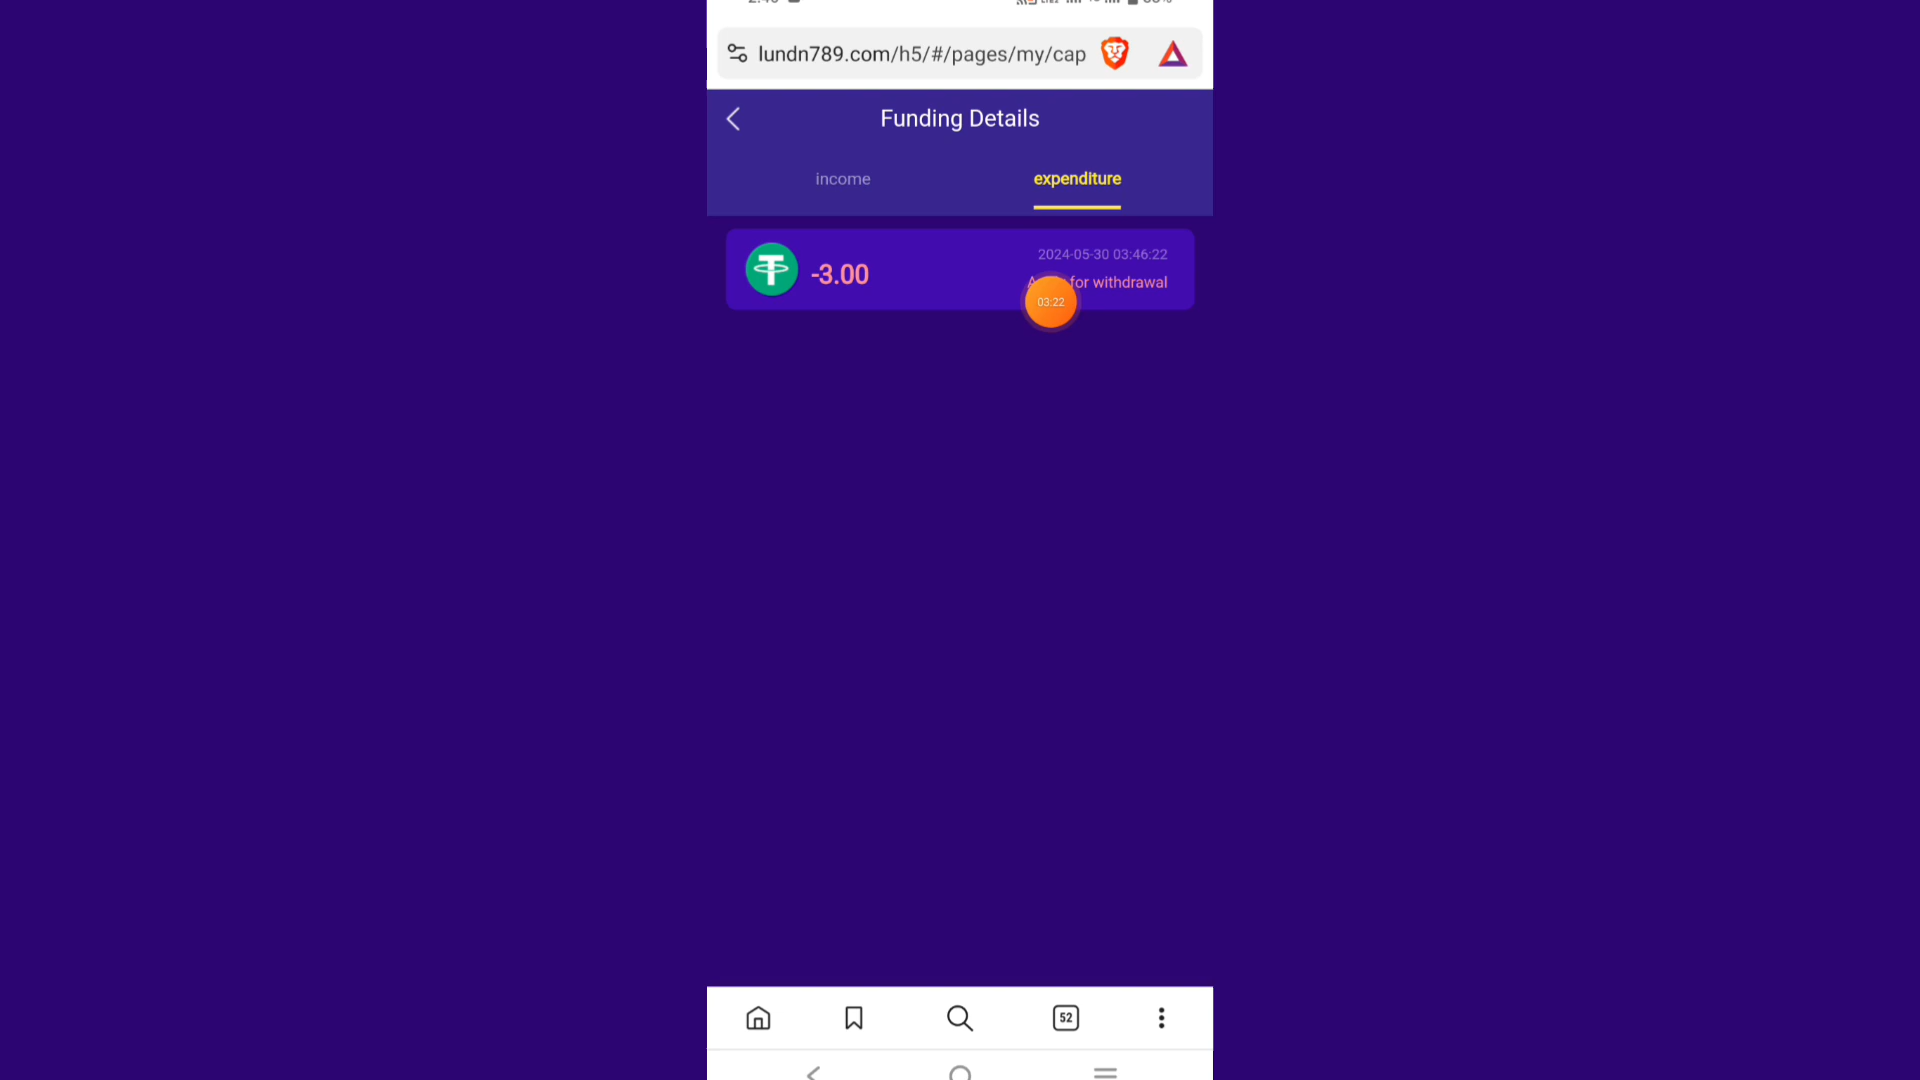 lundn789.com/h5/#/pages/my/cap
Funding Details
income
expenditure
-3.00
2024-05-30 03:46:22
for withdrawal
03:22
52